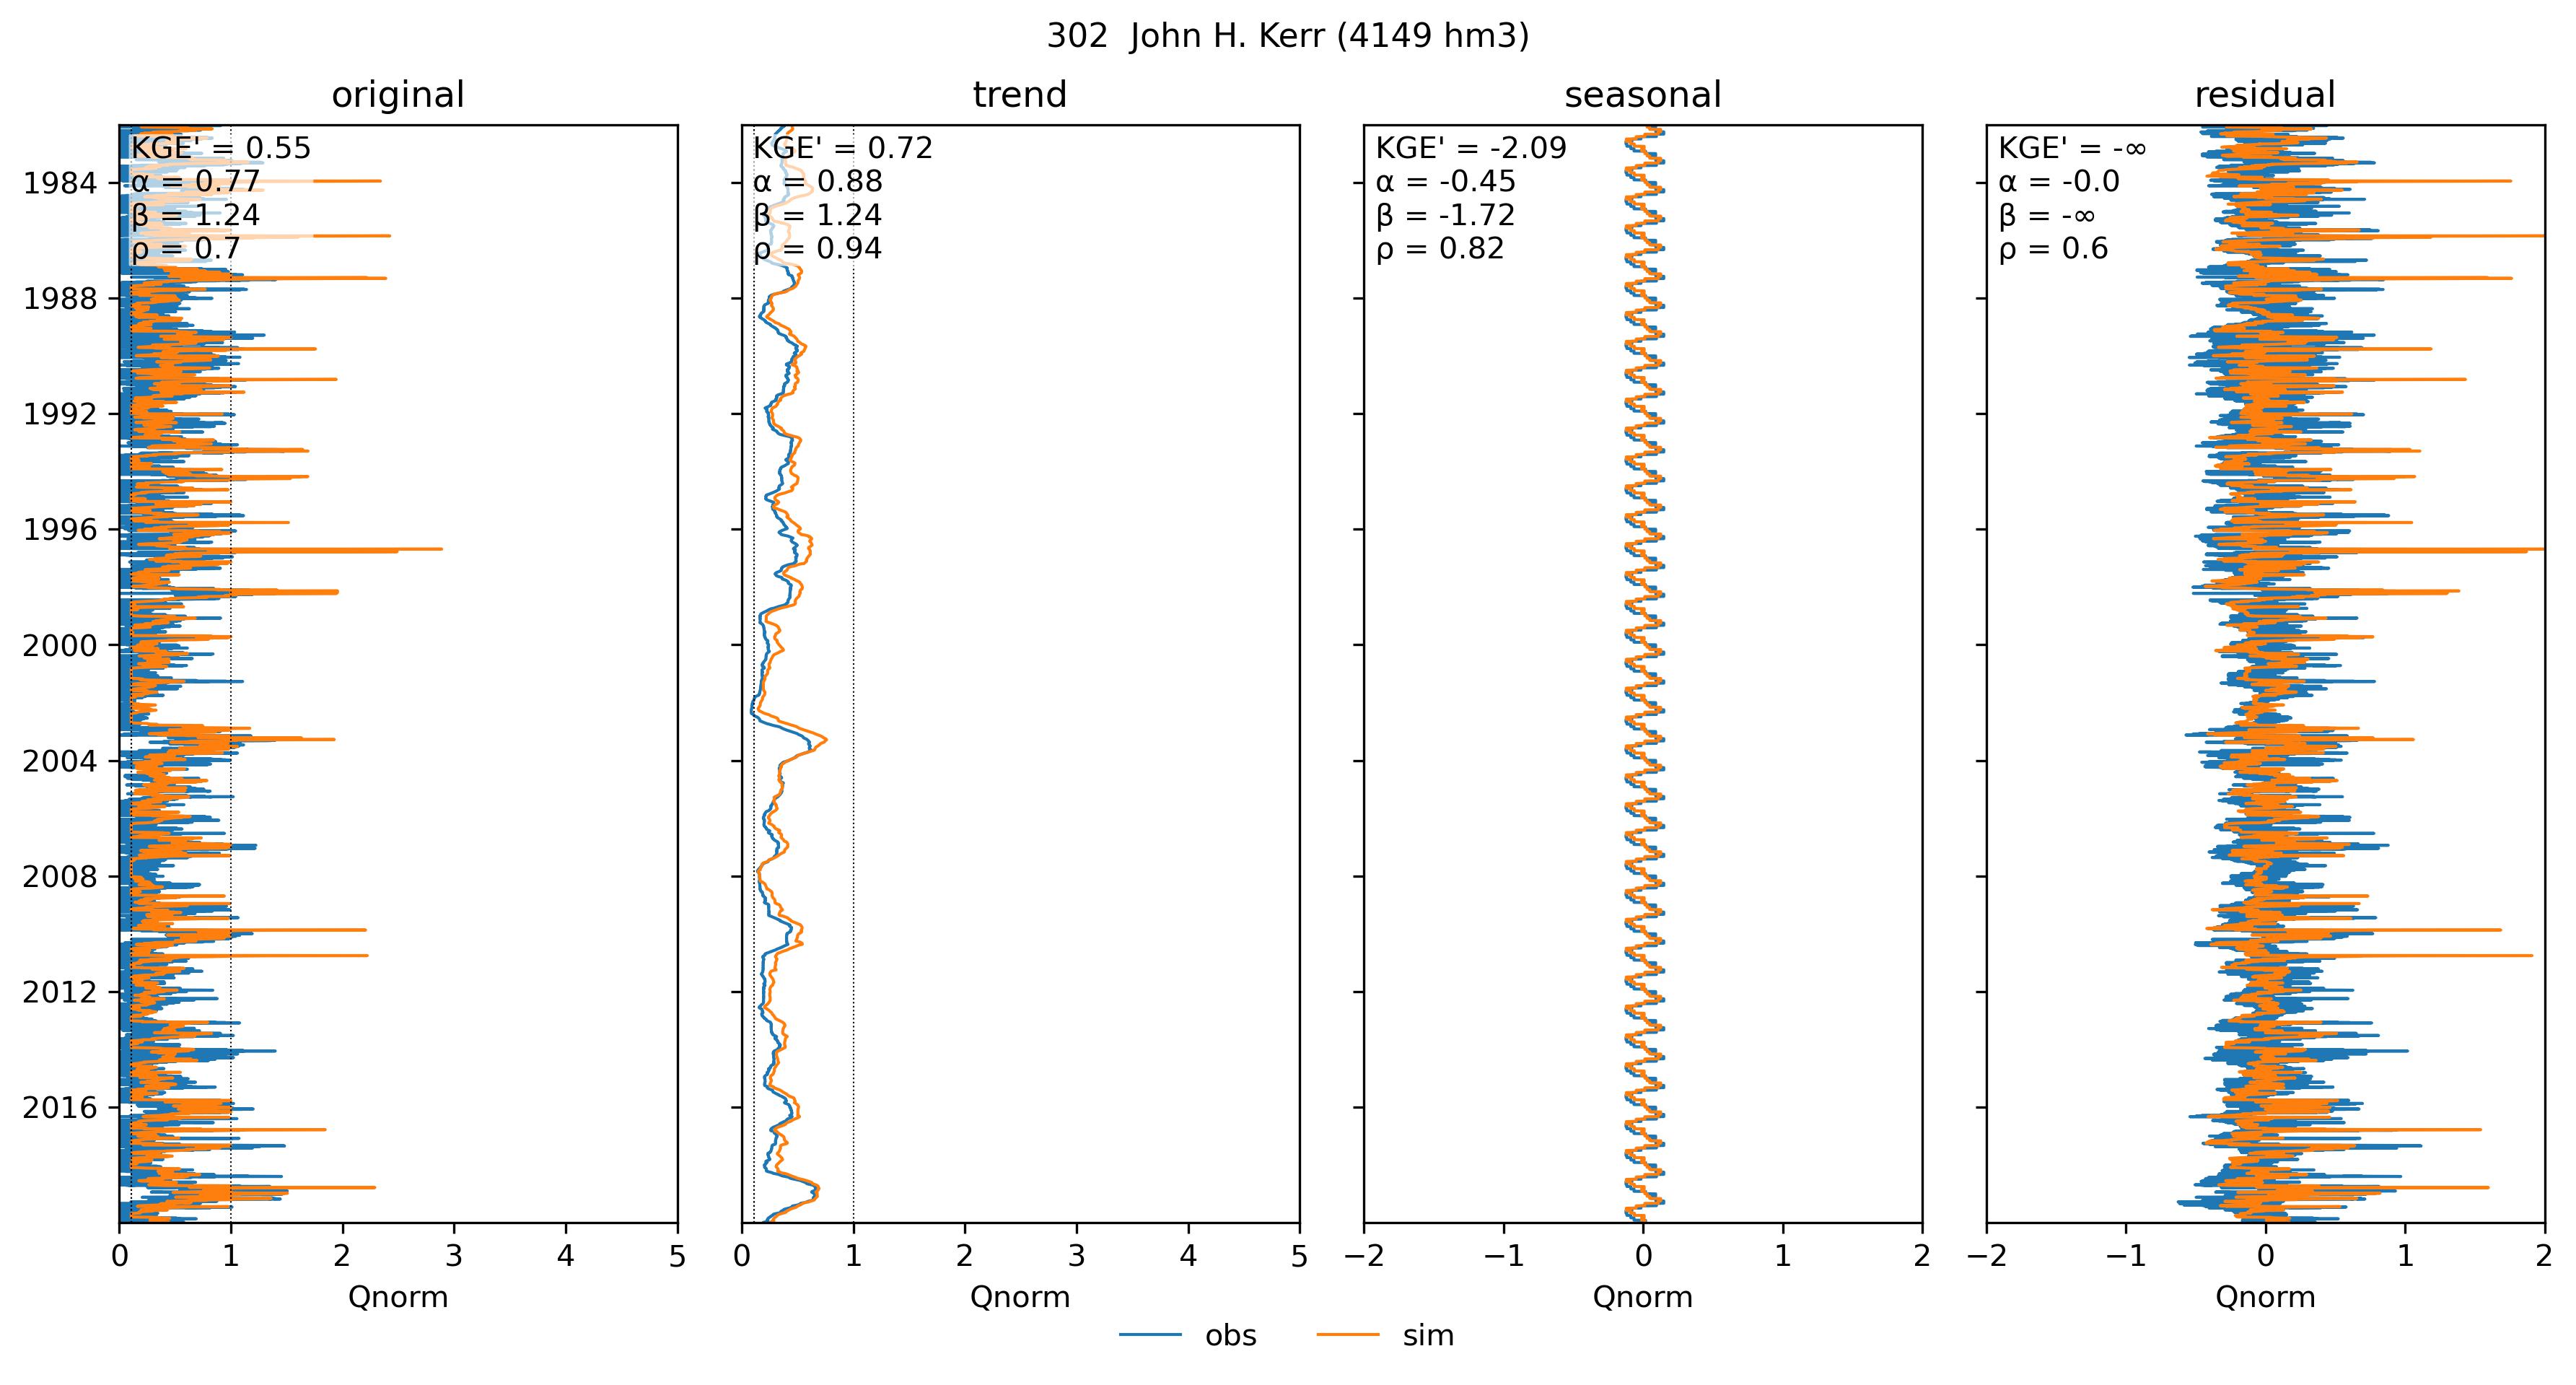 302  John H. Kerr (4149 hm3)
original
trend
seasonal
residual
KGE' = 0.55
α = 0.77
β = 1.24
ρ = 0.7
KGE' = 0.72
α = 0.88
β = 1.24
ρ = 0.94
KGE' = -2.09
α = -0.45
β = -1.72
ρ = 0.82
KGE' = -∞
α = -0.0
β = -∞
ρ = 0.6
1984
1988
1992
1996
2000
2004
2008
2012
2016
0 1 2 3 4 5
0 1 2 3 4 5
−2 −1 0 1 2
−2 −1 0 1 2
Qnorm
Qnorm
Qnorm
Qnorm
obs
sim